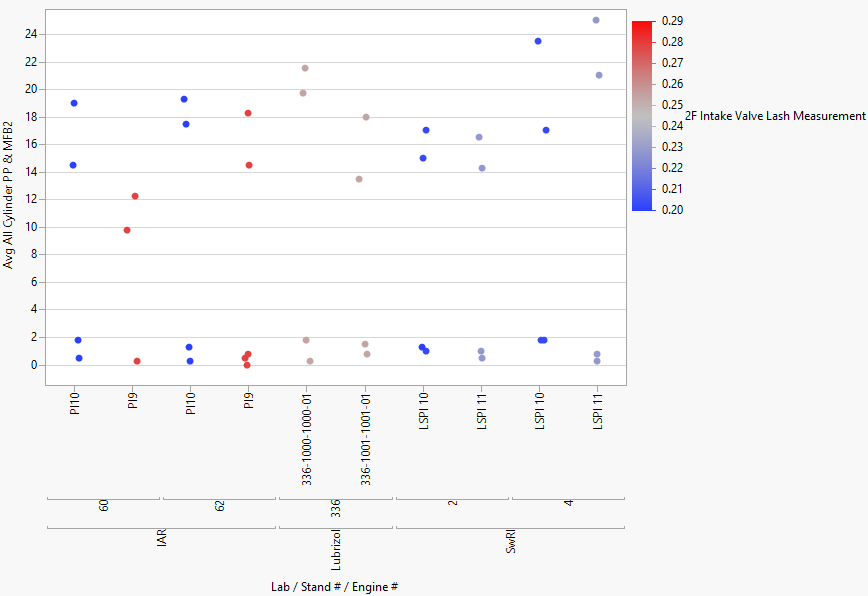 Avg All Cylinder PP & MFB2
24
22
20
18
16
14
12
10
8
6
4
2
0
0.29
0.28
0.27
0.26
0.25
0.24
0.23
0.22
0.21
0.20
2F Intake Valve Lash Measurement
PI10
PI9
PI10
PI9
336-1000-1000-01
336-1001-1001-01
LSPI 10
LSPI 11
LSPI 10
LSPI 11
60
62
336
2
4
IAR
Lubrizol
SwRI
Lab / Stand # / Engine #